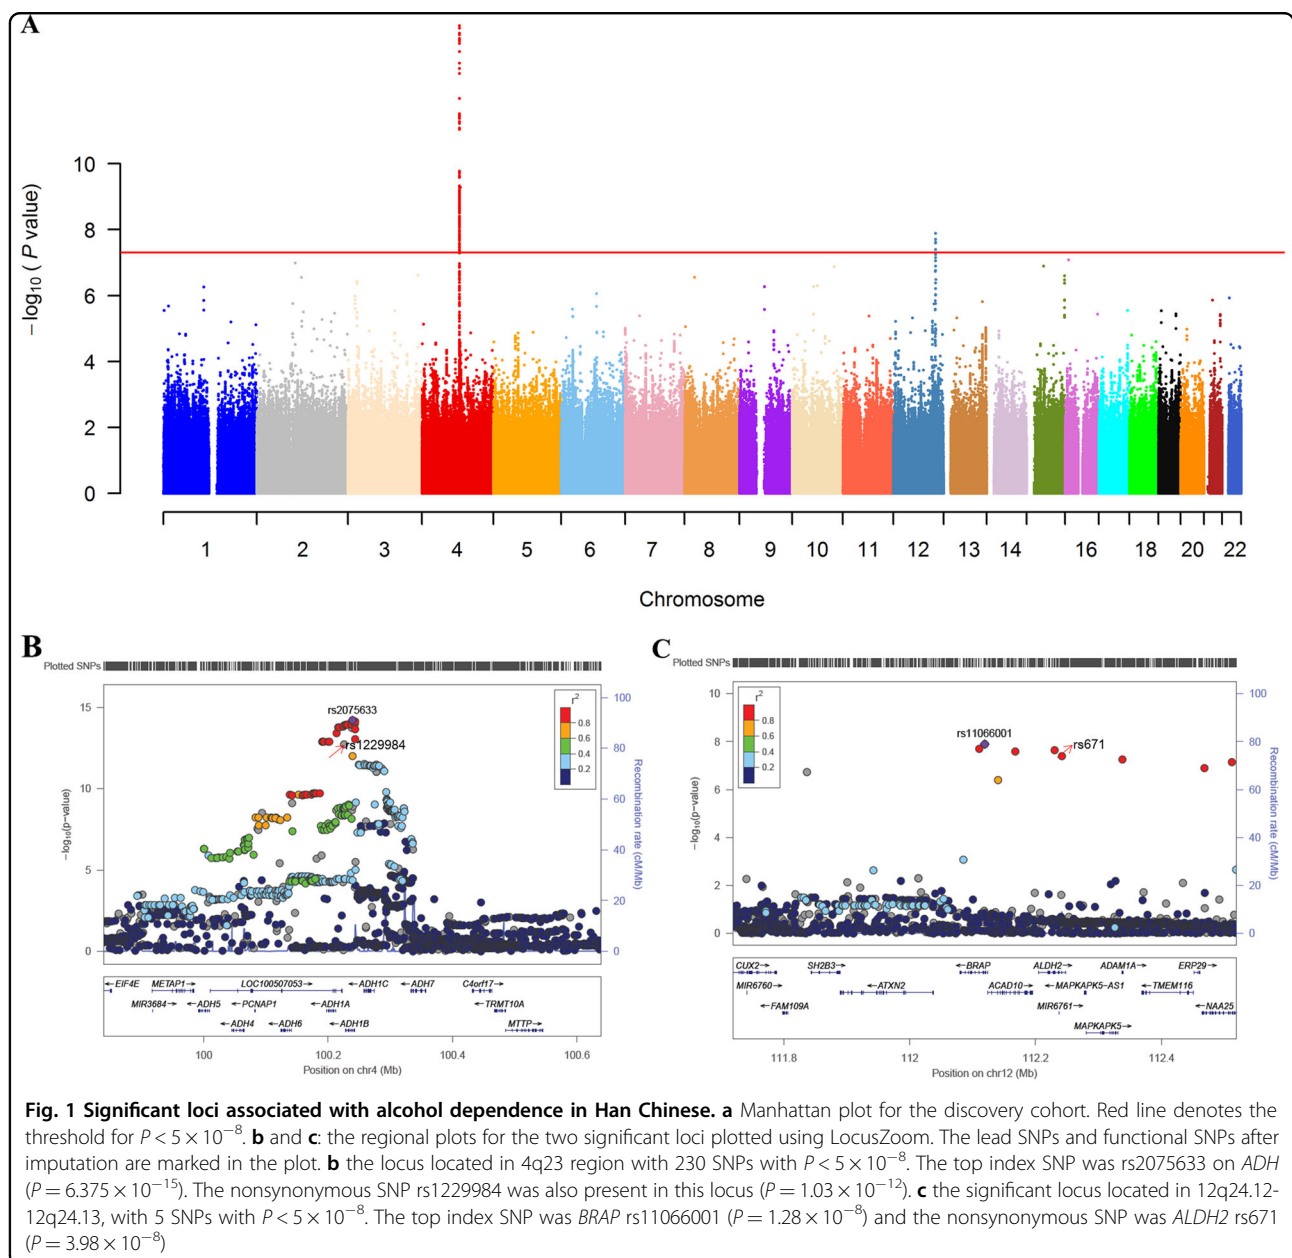 A
−log10 ( P value)
10
8
6
4
2
0
1 2 3 4 5 6 7 8 9 10 11 12 13 14 16 18 20 22
Chromosome
B
Plotted SNPs
15
10
5
0
−log10(p−value)
rs2075633
rs1229984
r2
0.8
0.6
0.4
0.2
100
80
60
40
20
0
Recombination rate (cM/Mb)
←EIF4E METAP1→ LOC100507053→ ←ADH1C ←ADH7 C4orf17→
MIR3684→ ←ADH5 ←PCNAP1 ←ADH1A ←TRMT10A
←ADH4 ←ADH6 ←ADH1B MTTP→
100 100.2 100.4 100.6
Position on chr4 (Mb)
C
Plotted SNPs
10
8
6
4
2
0
−log10(p−value)
r2
0.8
0.6
0.4
0.2
rs11066001
rs671
100
80
60
40
20
0
Recombination rate (cM/Mb)
CUX2→ SH2B3→ ←BRAP ALDH2→ ADAM1A→ ERP29→
MIR6760→ ←ATXN2 ACAD10→ ←MAPKAPK5−AS1 ←TMEM116
←FAM109A MIR6761→ ←NAA25
MAPKAPK5→
111.8 112 112.2 112.4
Position on chr12 (Mb)
Fig. 1 Significant loci associated with alcohol dependence in Han Chinese. a Manhattan plot for the discovery cohort. Red line denotes the
threshold for P < 5 × 10−8. b and c: the regional plots for the two significant loci plotted using LocusZoom. The lead SNPs and functional SNPs after
imputation are marked in the plot. b the locus located in 4q23 region with 230 SNPs with P < 5 × 10−8. The top index SNP was rs2075633 on ADH
(P = 6.375 × 10−15). The nonsynonymous SNP rs1229984 was also present in this locus (P = 1.03 × 10−12). c the significant locus located in 12q24.12-
12q24.13, with 5 SNPs with P < 5 × 10−8. The top index SNP was BRAP rs11066001 (P = 1.28 × 10−8) and the nonsynonymous SNP was ALDH2 rs671
(P = 3.98 × 10−8)